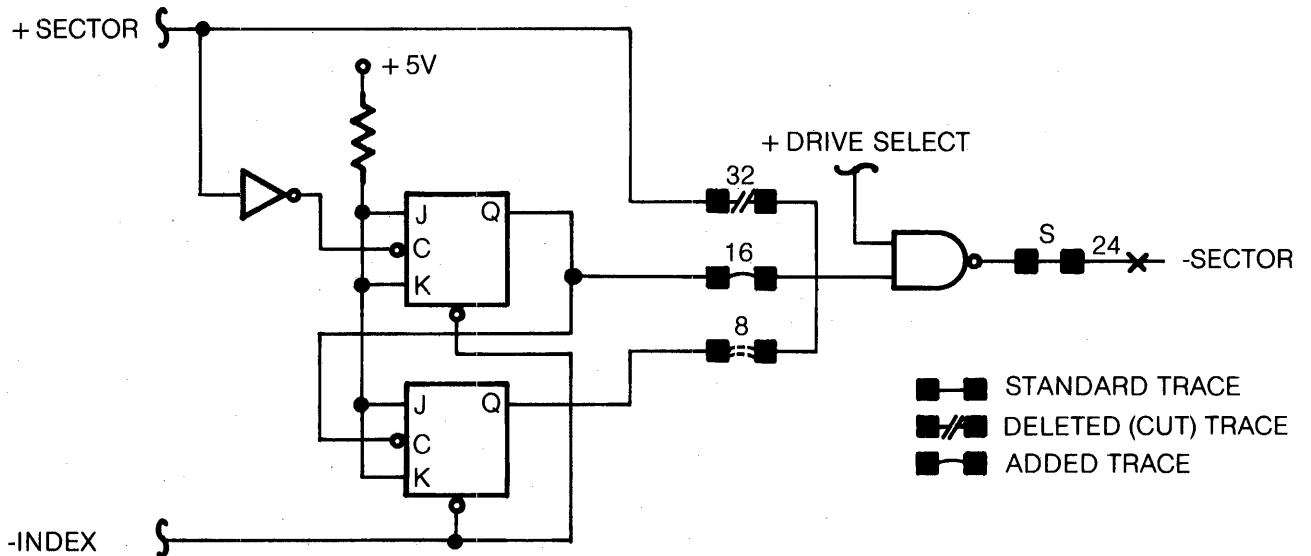 + SECTOR
+ 5V
+ DRIVE SELECT
32
J Q
C
K
16
S
24
-SECTOR
8
J Q
C
K
STANDARD TRACE
DELETED (CUT) TRACE
ADDED TRACE
-INDEX